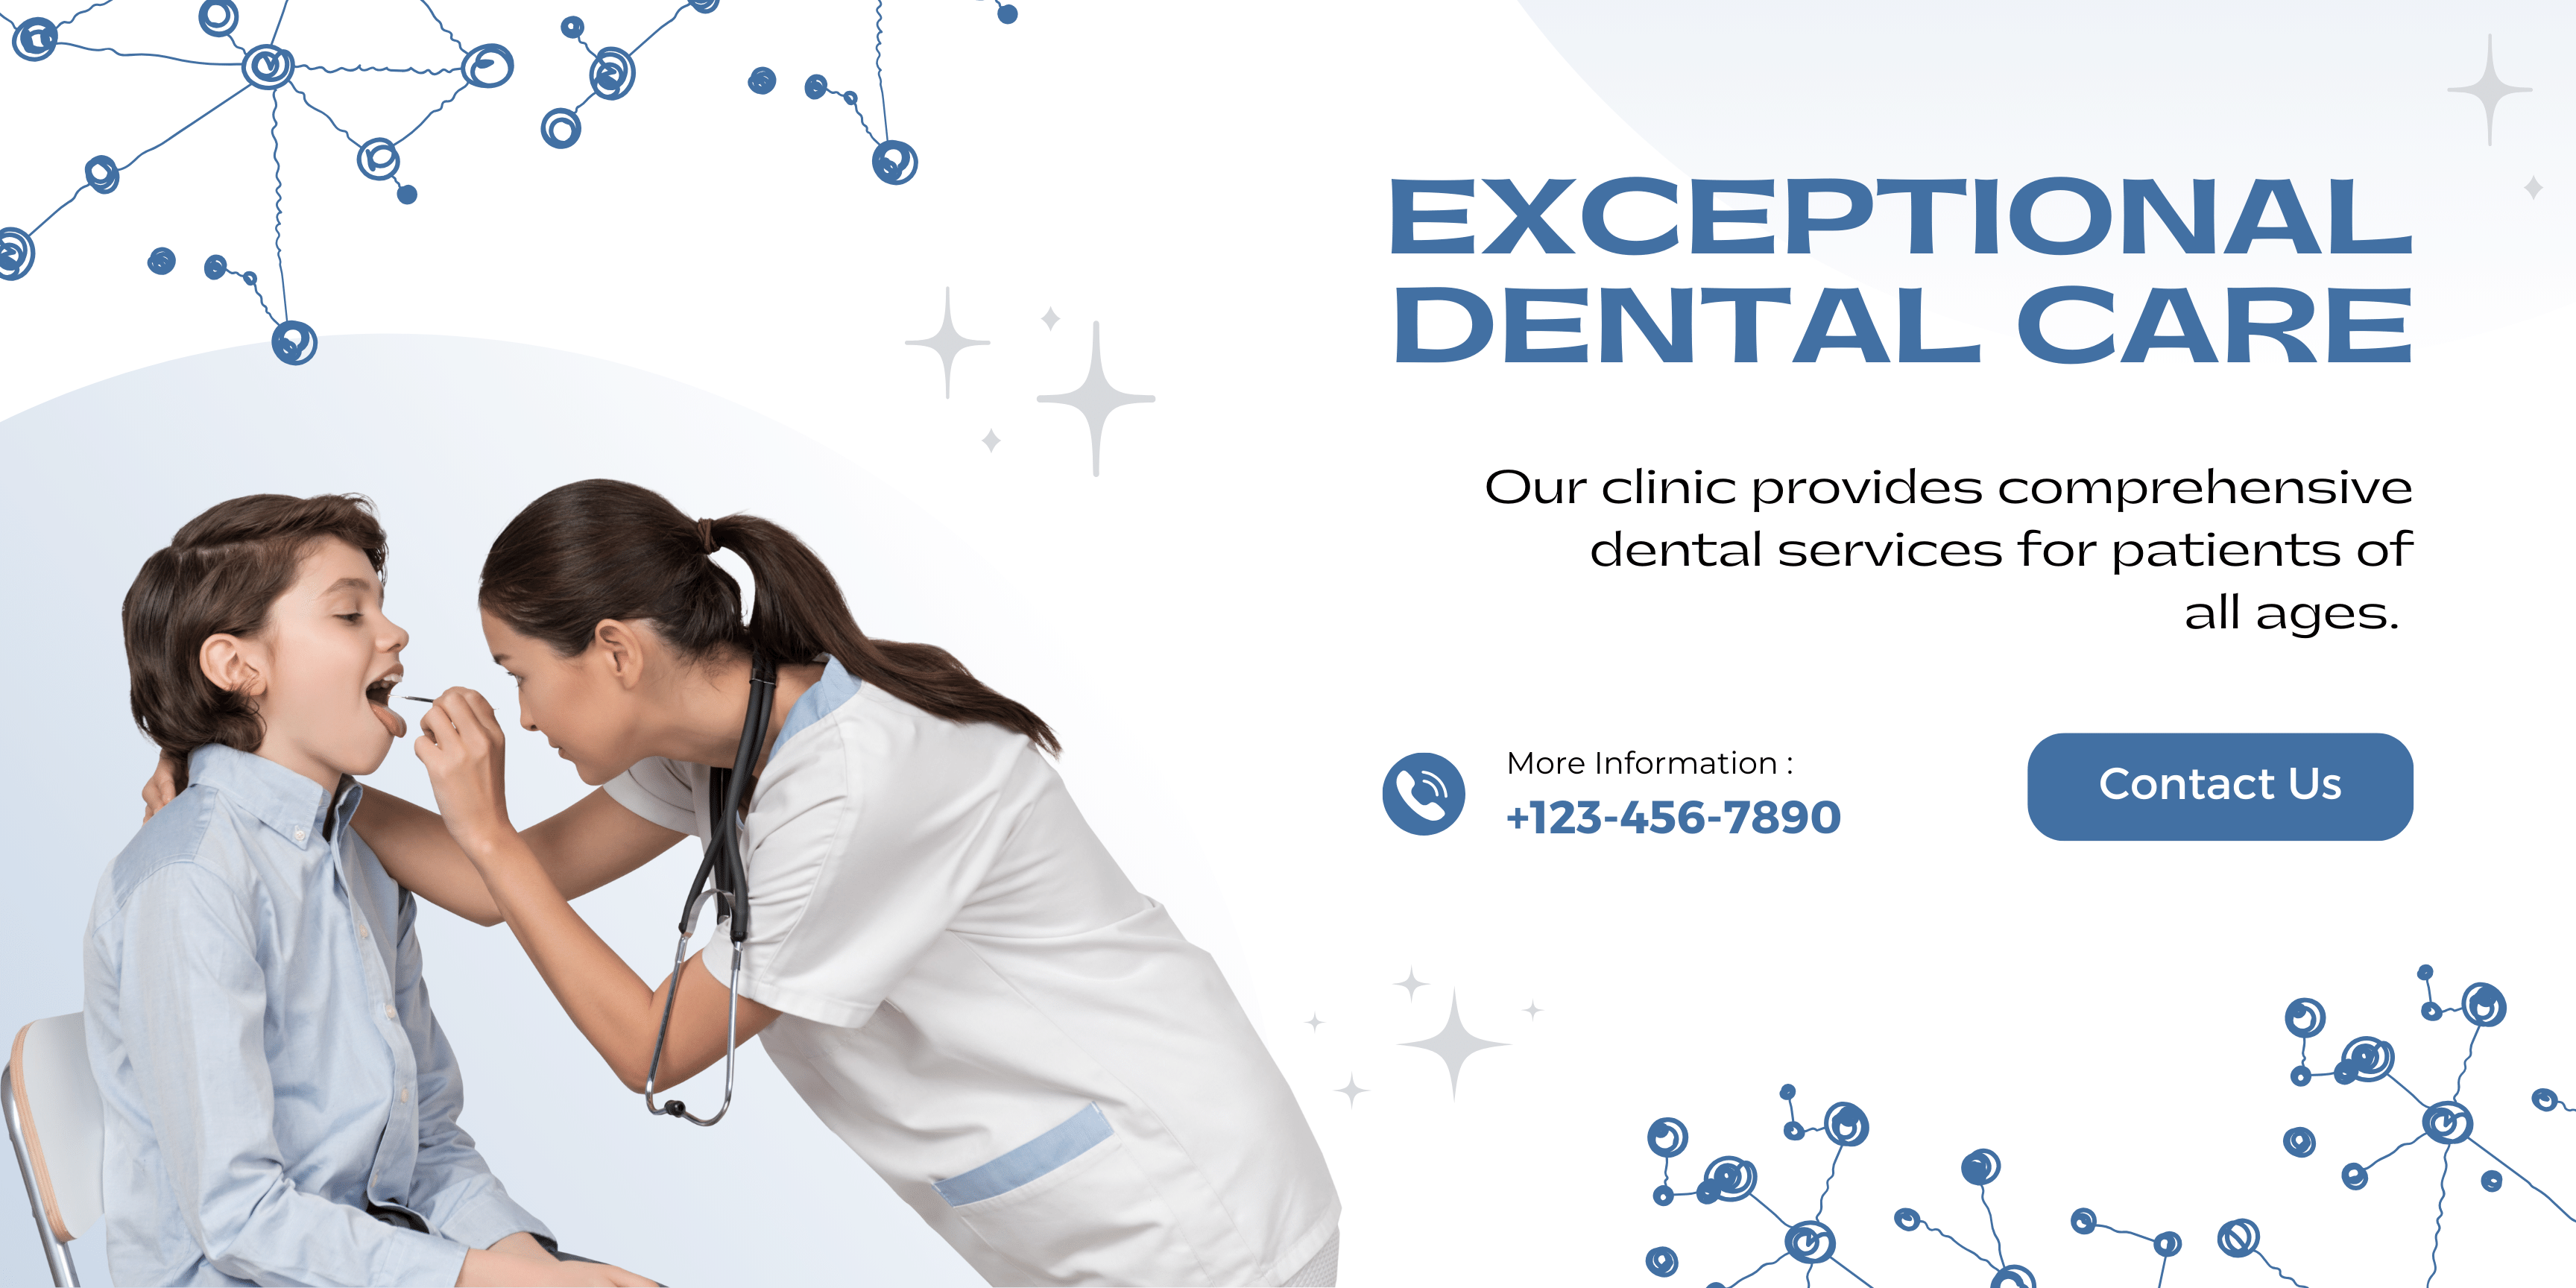 EXCEPTIONAL
DENTAL CARE
Our clinic provides comprehensive
dental services for patients of
all ages.
More Information :
+123-456-7890
Contact Us